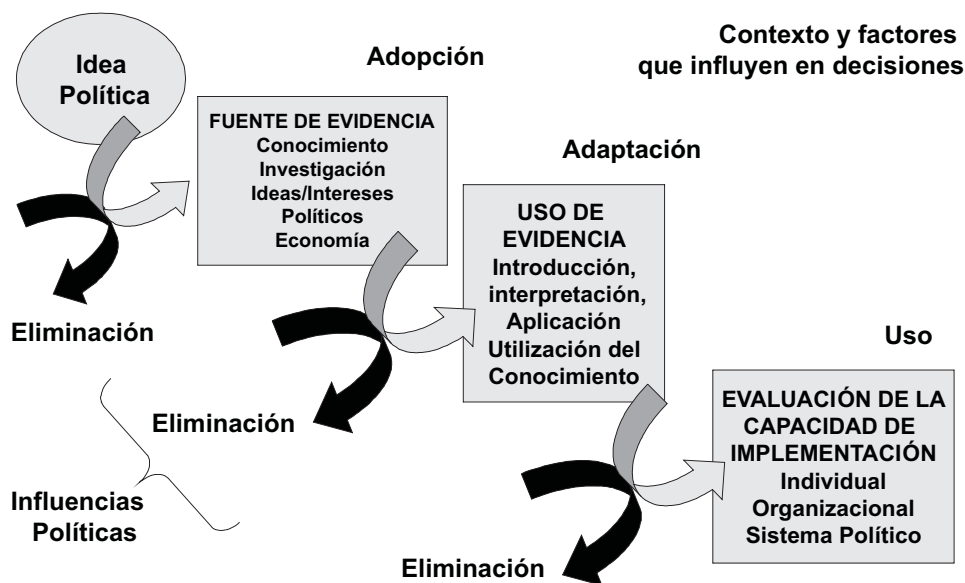 Idea
Política
Adopción
Contexto y factores
que influyen en decisiones
FUENTE DE EVIDENCIA
Conocimiento
Investigación
Ideas/Intereses
Políticos
Economía
Adaptación
USO DE
EVIDENCIA
Introducción,
interpretación,
Aplicación
Utilización del
Conocimiento
Eliminación
Uso
EVALUACIÓN DE LA
CAPACIDAD DE
IMPLEMENTACIÓN
Individual
Organizacional
Sistema Político
Eliminación
Influencias
Políticas
Eliminación